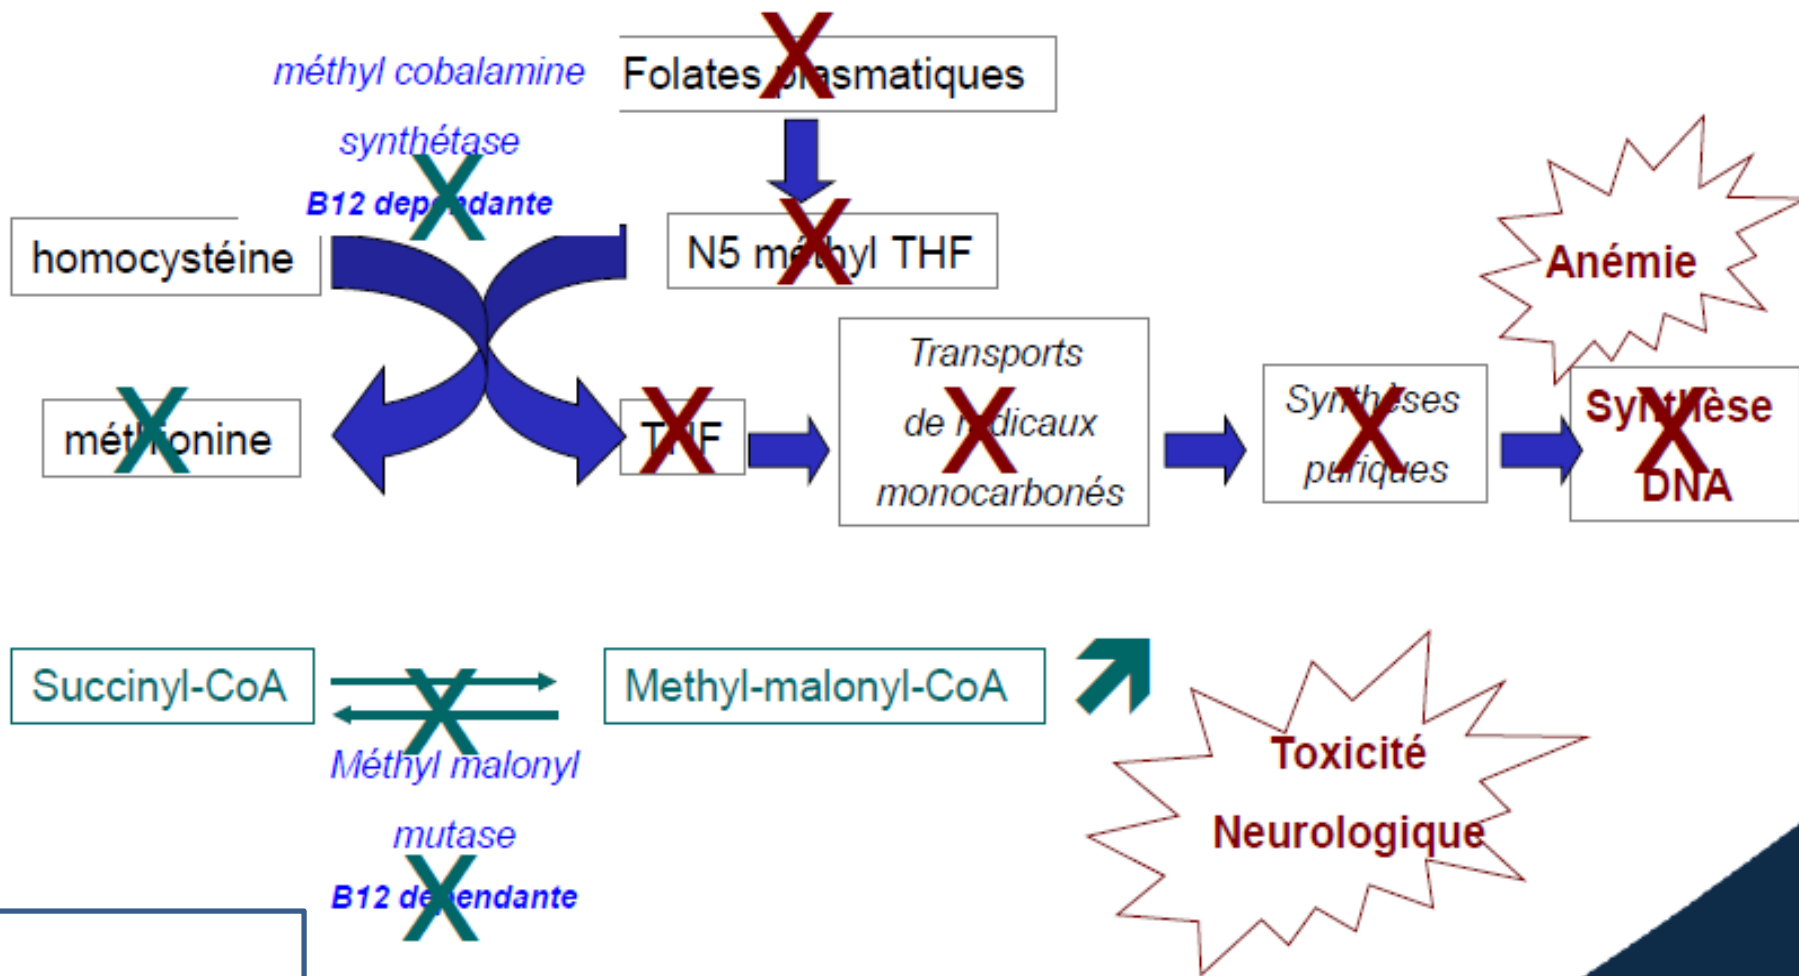 méthyl cobalamine
synthétase
B12 dependante
Folates plasmatiques
homocystéine
N5 méthyl THF
Anémie
méthionine
THF
Transports
de radicaux
monocarbonés
Synthèses
puriques
Synthèse
DNA
Succinyl-CoA
Methyl-malonyl-CoA
Méthyl malonyl
mutase
B12 dépendante
Toxicité
Neurologique